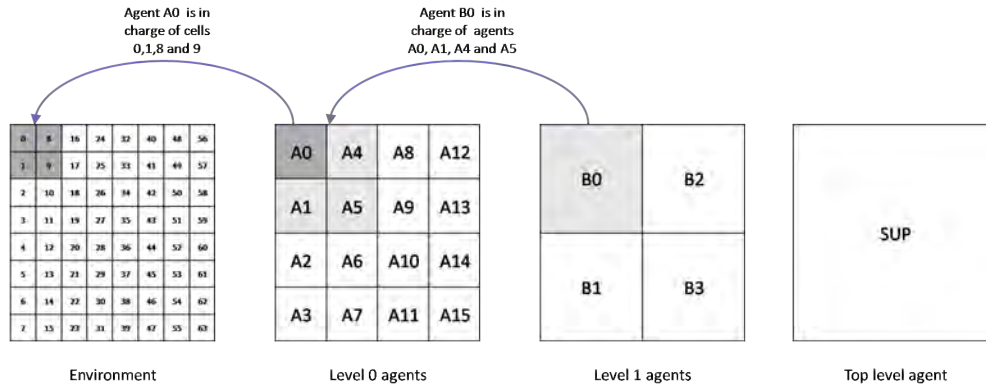 Agent A0 is in
charge of cells
0,1,8 and 9
Agent B0 is in
charge of agents
A0, A1, A4 and A5
0 8 16 24 32 40 48 56
1 9 17 25 33 41 49 57
2 10 18 26 34 42 50 58
3 11 19 27 35 43 51 59
4 12 20 28 36 44 52 60
5 13 21 29 37 45 53 61
6 14 22 30 38 46 54 62
7 15 23 31 39 47 55 63
A0 A4 A8 A12
A1 A5 A9 A13
A2 A6 A10 A14
A3 A7 A11 A15
B0 B2
B1 B3
SUP
Environment
Level 0 agents
Level 1 agents
Top level agent